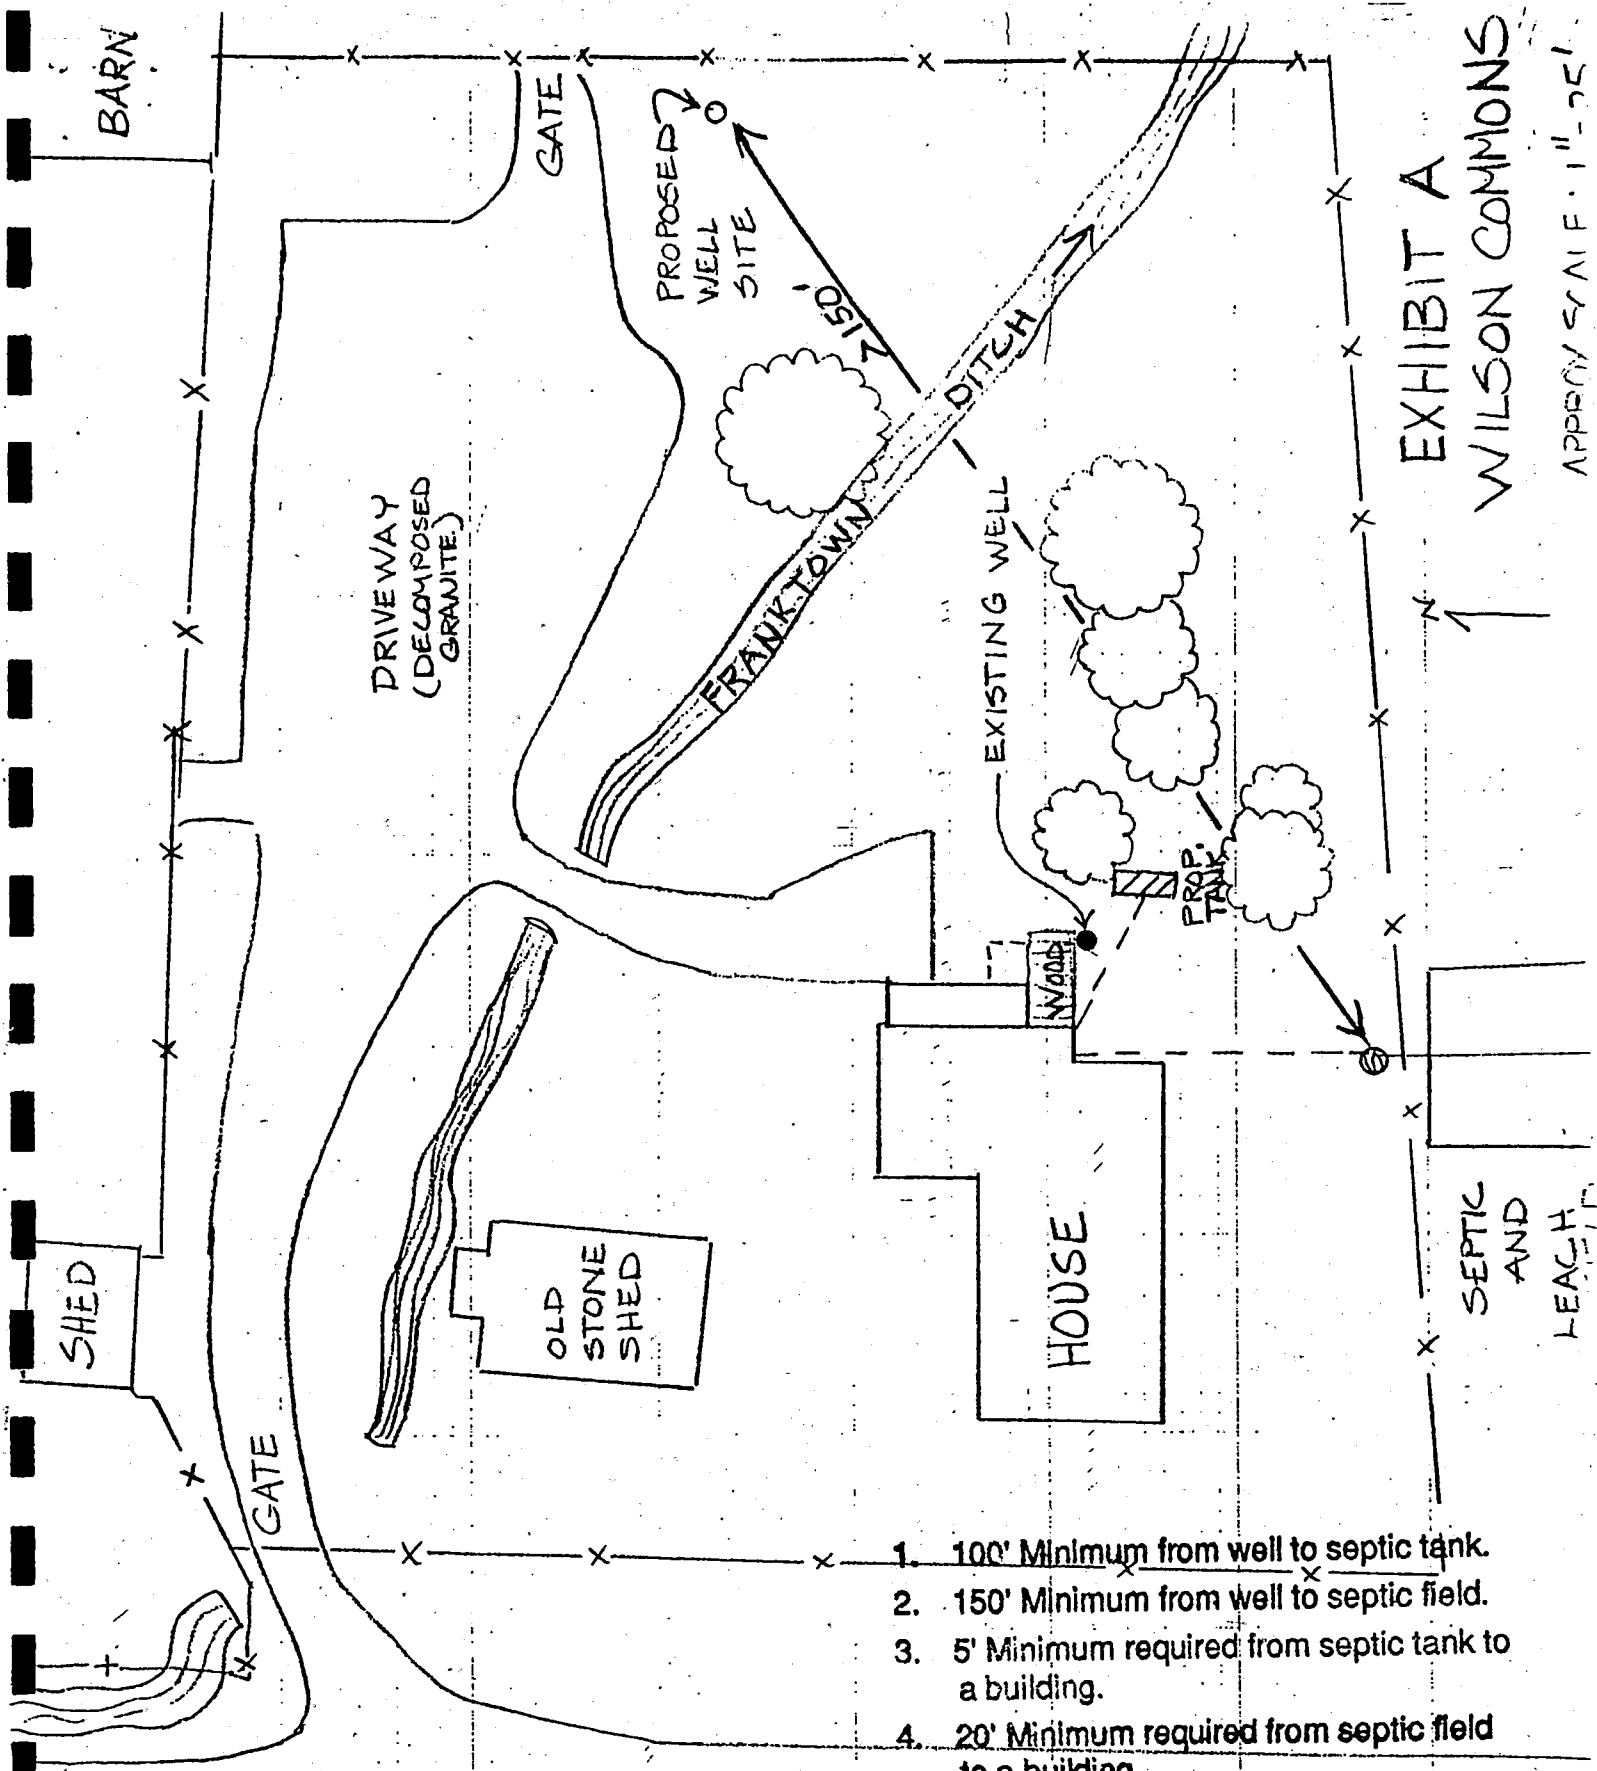 BARN
GATE
PROPOSED
WELL
SITE
≥ 150'
DRIVEWAY
(DECOMPOSED
GRANITE)
FRANKTOWN DITCH
EXISTING WELL
PROP.
TANK
WOOD
N
SHED
OLD
STONE
SHED
HOUSE
GATE
S
SEPTIC
AND
LEACH
EXHIBIT A
WILSON COMMONS
1. 100' Minimum from well to septic tank.
2. 150' Minimum from well to septic field.
3. 5' Minimum required from septic tank to
a building.
4. 20' Minimum required from septic field
to a building